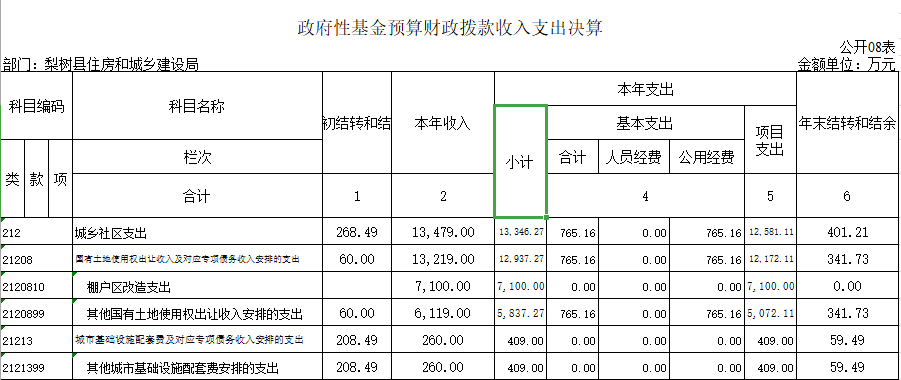 政府性基金预算财政拨款收入支出决算
公开08表
部门：梨树县住房和城乡建设局 金额单位：万元
科目编码 科目名称 初结转和结 本年收入 本年支出 年末结转和结余
小计 基本支出 项目支出
类 款 项 栏次 合计 人员经费 公用经费
合计 1 2 4 5 6
212 城乡社区支出 268.49 13,479.00 13,346.27 765.16 0.00 765.16 12,581.11 401.21
21208 国有土地使用权出让收入及对应专项债务收入安排的支出 60.00 13,219.00 12,937.27 765.16 0.00 765.16 12,172.11 341.73
2120810 棚户区改造支出 7,100.00 7,100.00 0.00 0.00 0.00 7,100.00 0.00
2120899 其他国有土地使用权出让收入安排的支出 60.00 6,119.00 5,837.27 765.16 0.00 765.16 5,072.11 341.73
21213 城市基础设施配套费及对应专项债务收入安排的支出 208.49 260.00 409.00 0.00 0.00 0.00 409.00 59.49
2121399 其他城市基础设施配套费安排的支出 208.49 260.00 409.00 0.00 0.00 0.00 409.00 59.49